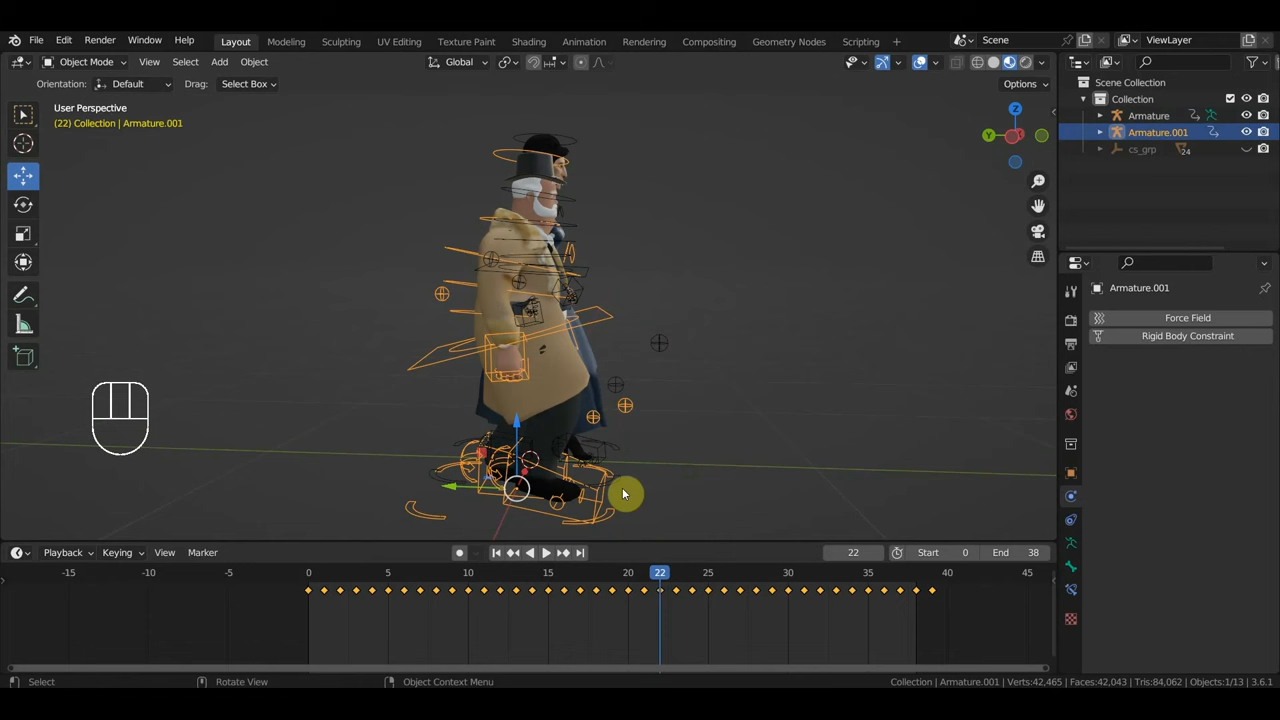 File Edit Render Window Help Layout Modeling Sculpting UV Editing Texture Paint Shading Animation Rendering Compositing Geometry Nodes Scripting + Scene ViewLayer
Object Mode View Select Add Object Global Options
Orientation: Default Drag: Select Box
User Perspective
(22) Collection | Armature.001
Z
Y
Scene Collection
Collection
Armature
Armature.001
cs_grp 24
Armature.001
Force Field
Rigid Body Constraint
Playback Keying View Marker 22 Start 0 End 38
-15 -10 -5 0 5 10 15 20 22 25 30 35 40 45
Select Rotate View Object Context Menu Collection | Armature.001 | Verts:42,465 | Faces:42,043 | Tris:84,062 | Objects:1/13 | 3.6.1